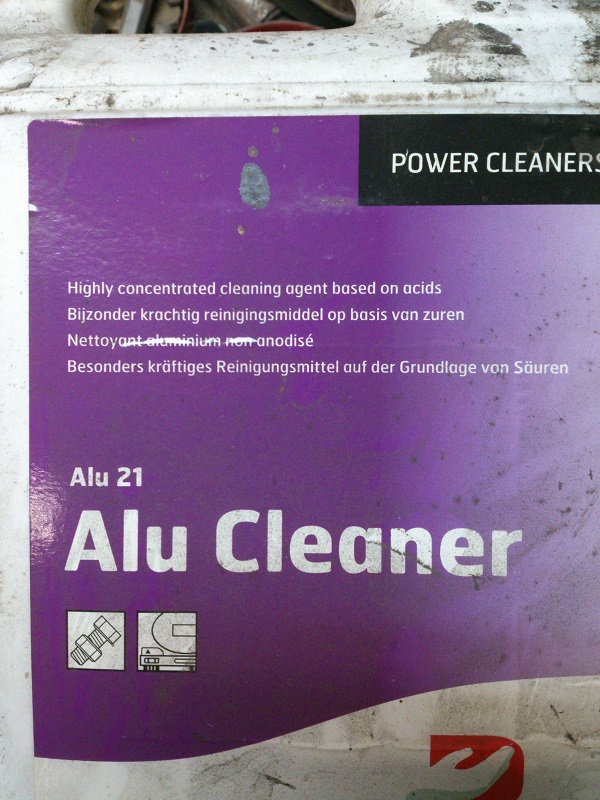 POWER CLEANERS
Highly concentrated cleaning agent based on acids
Bijzonder krachtig reinigingsmiddel op basis van zuren
Nettoyant aluminium non anodisé
Besonders kräftiges Reinigungsmittel auf der Grundlage von Säuren
Alu 21
Alu Cleaner